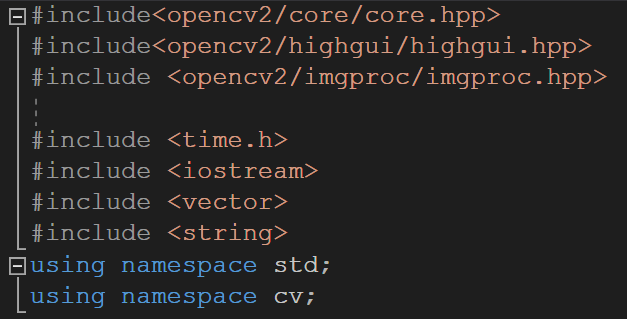 #include<opencv2/core/core.hpp>
#include<opencv2/highgui/highgui.hpp>
#include <opencv2/imgproc/imgproc.hpp>
#include <time.h>
#include <iostream>
#include <vector>
#include <string>
using namespace std;
using namespace cv;